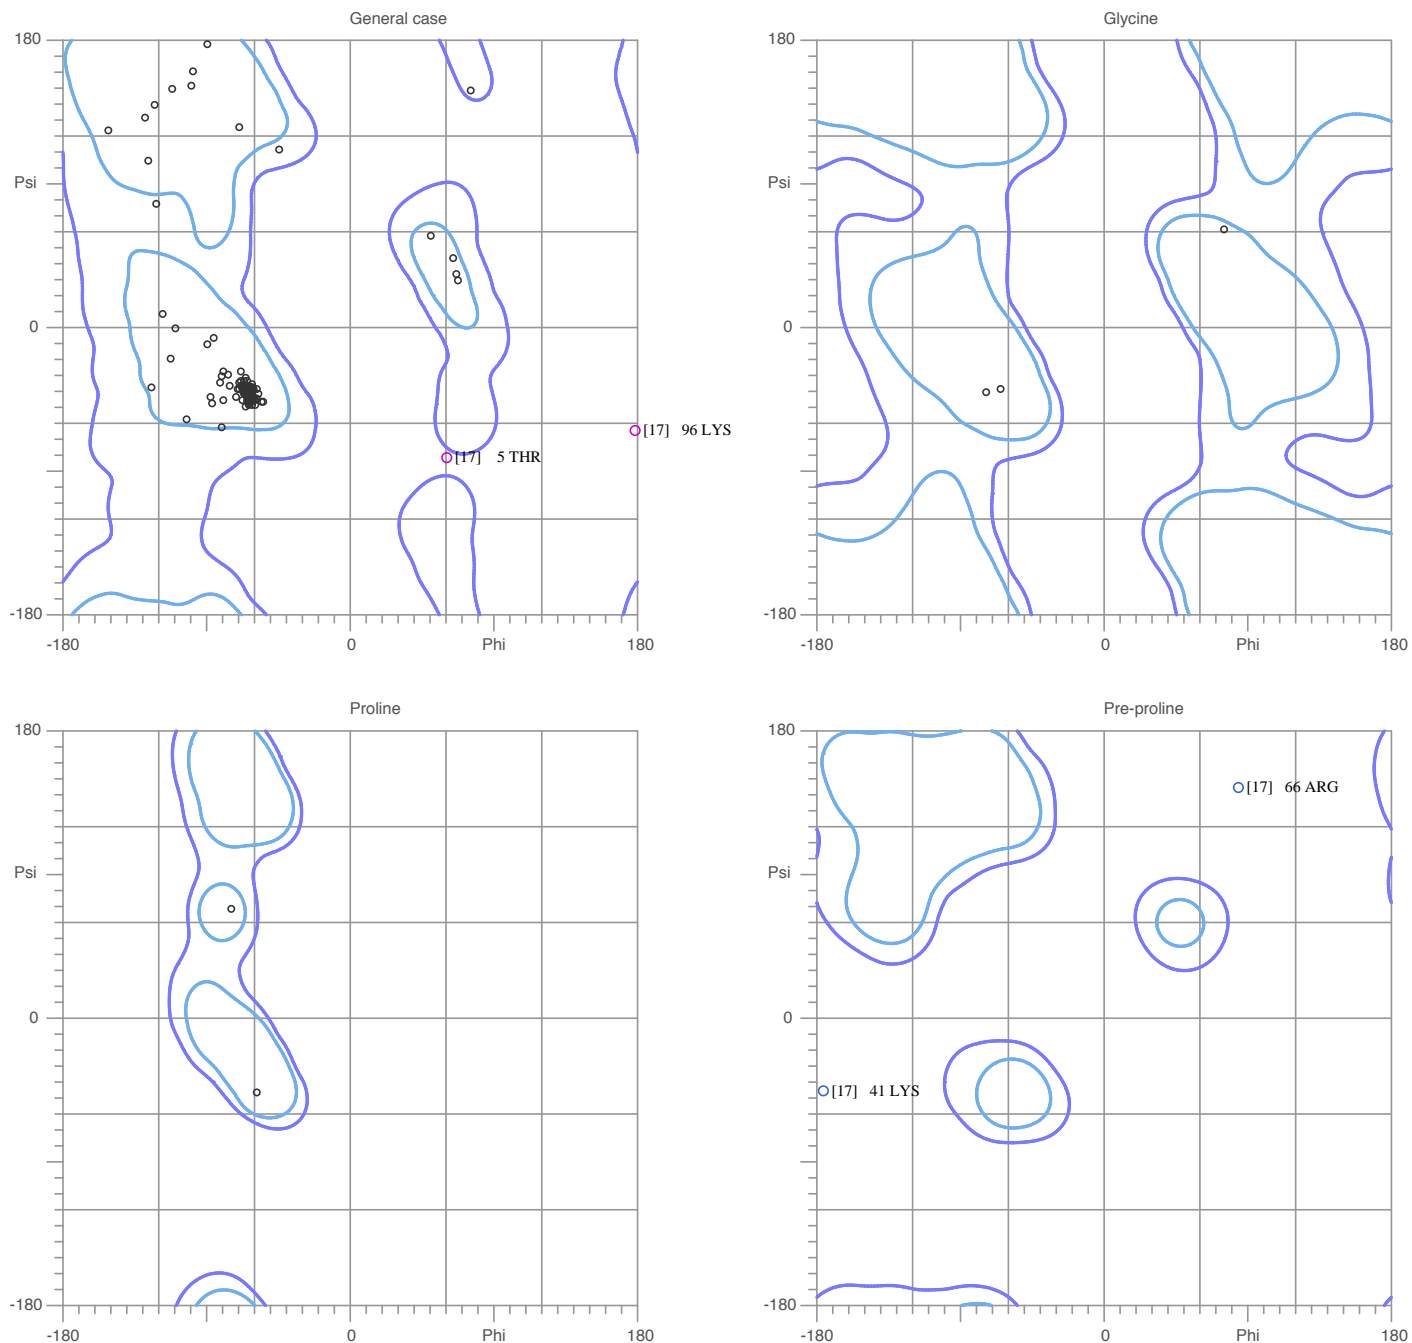 General case
Glycine
180
180
Psi
Psi
0
0
[17] 96 LYS
[17] 5 THR
-180
-180
-180 0 Phi 180
-180 0 Phi 180
Proline
Pre-proline
180
180
[17] 66 ARG
Psi
Psi
0
0
[17] 41 LYS
-180
-180
-180 0 Phi 180
-180 0 Phi 180